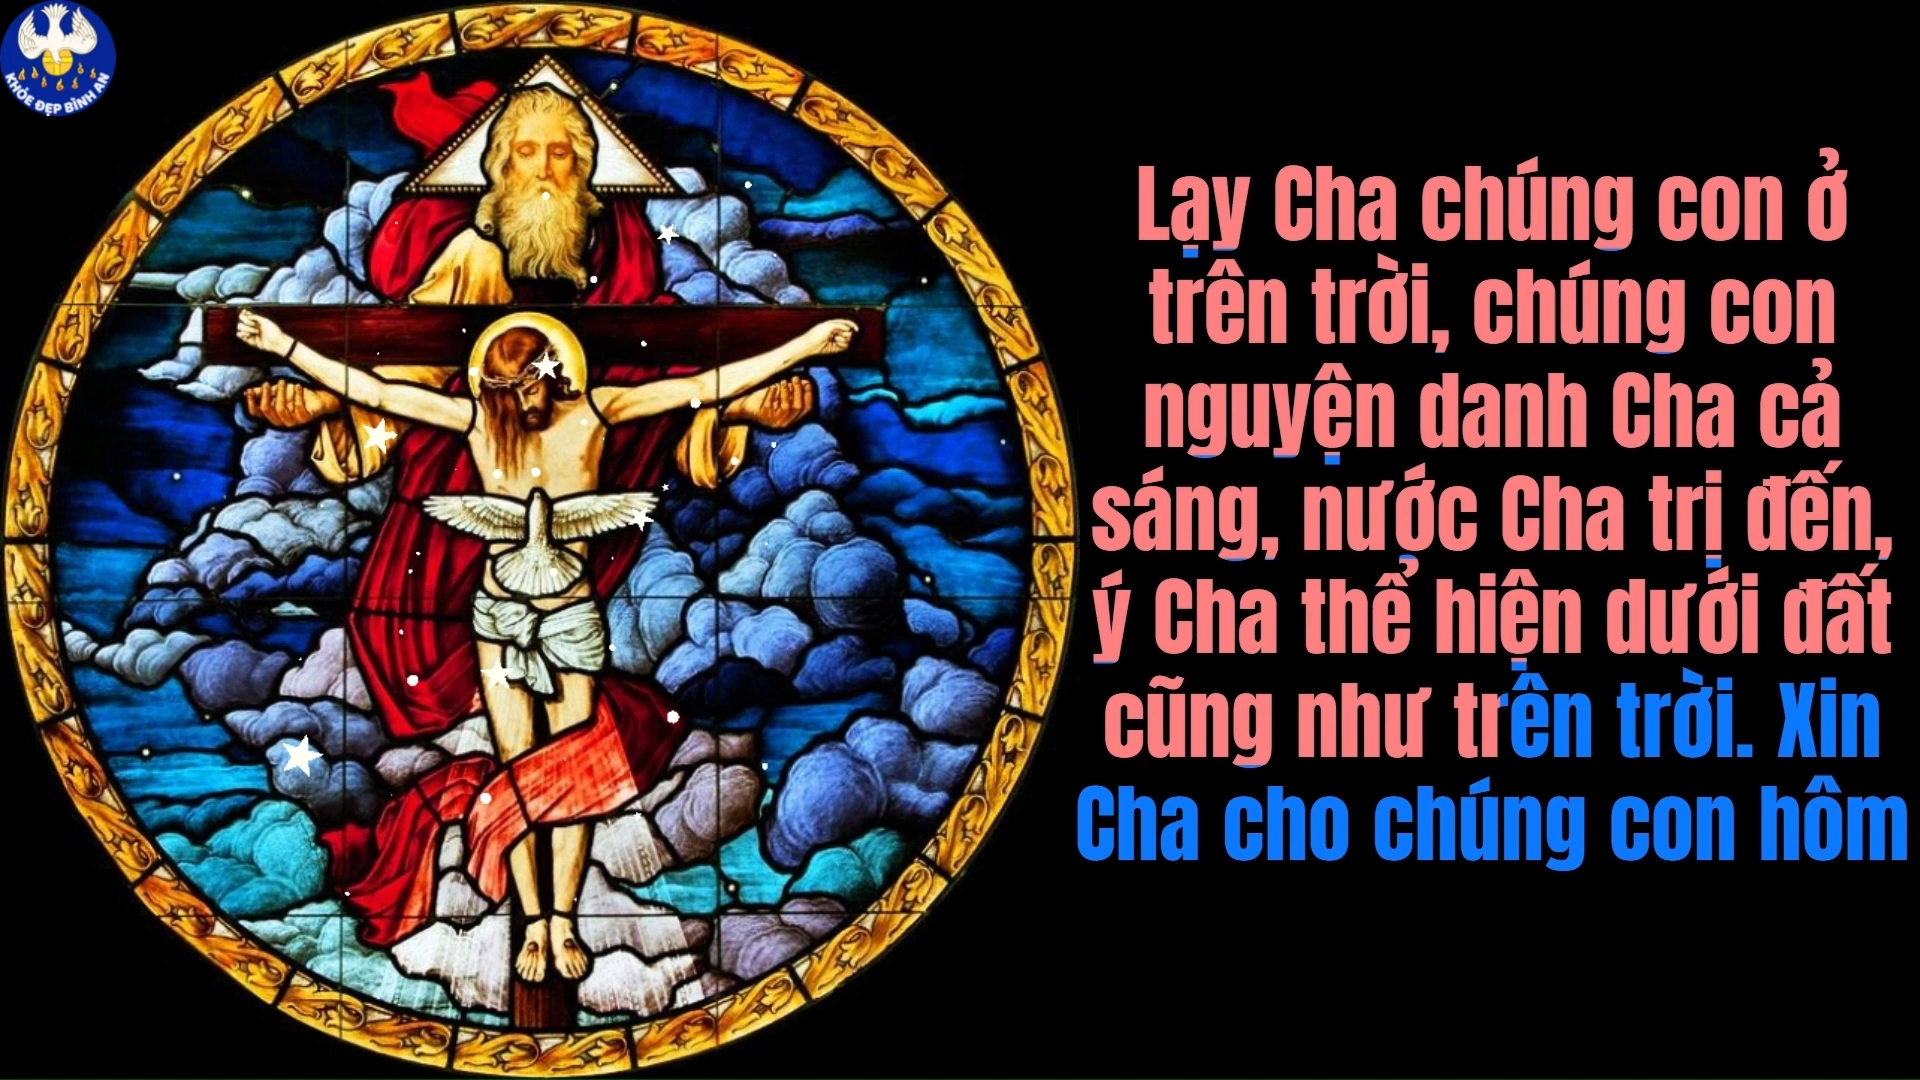 KHỎE ĐẸP BÌNH AN
Lạy Cha chúng con ở
trên trời, chúng con
nguyện danh Cha cả
sáng, nước Cha trị đến,
ý Cha thể hiện dưới đất
cũng như trên trời. Xin
Cha cho chúng con hôm